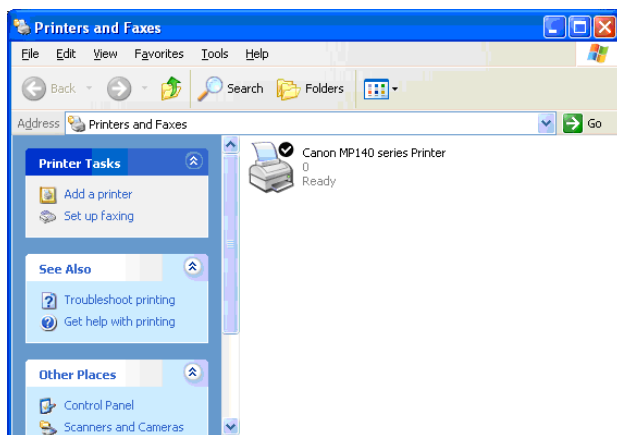 Printers and Faxes
File Edit View Favorites Tools Help
Back Search Folders
Address Printers and Faxes Go
Printer Tasks
Add a printer
Set up faxing
See Also
Troubleshoot printing
Get help with printing
Other Places
Control Panel
Scanners and Cameras
Canon MP140 series Printer
0
Ready